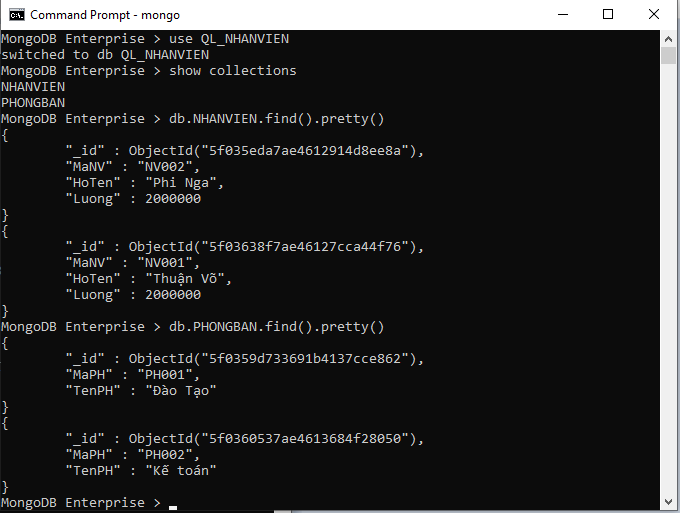 Command Prompt - mongo
MongoDB Enterprise > use QL_NHANVIEN
switched to db QL_NHANVIEN
MongoDB Enterprise > show collections
NHANVIEN
PHONGBAN
MongoDB Enterprise > db.NHANVIEN.find().pretty()
{
        "_id" : ObjectId("5f035eda7ae4612914d8ee8a"),
        "MaNV" : "NV002",
        "HoTen" : "Phi Nga",
        "Luong" : 2000000
}
{
        "_id" : ObjectId("5f03638f7ae46127cca44f76"),
        "MaNV" : "NV001",
        "HoTen" : "Thuận Võ",
        "Luong" : 2000000
}
MongoDB Enterprise > db.PHONGBAN.find().pretty()
{
        "_id" : ObjectId("5f0359d733691b4137cce862"),
        "MaPH" : "PH001",
        "TenPH" : "Đào Tạo"
}
{
        "_id" : ObjectId("5f0360537ae4613684f28050"),
        "MaPH" : "PH002",
        "TenPH" : "Kế toán"
}
MongoDB Enterprise >